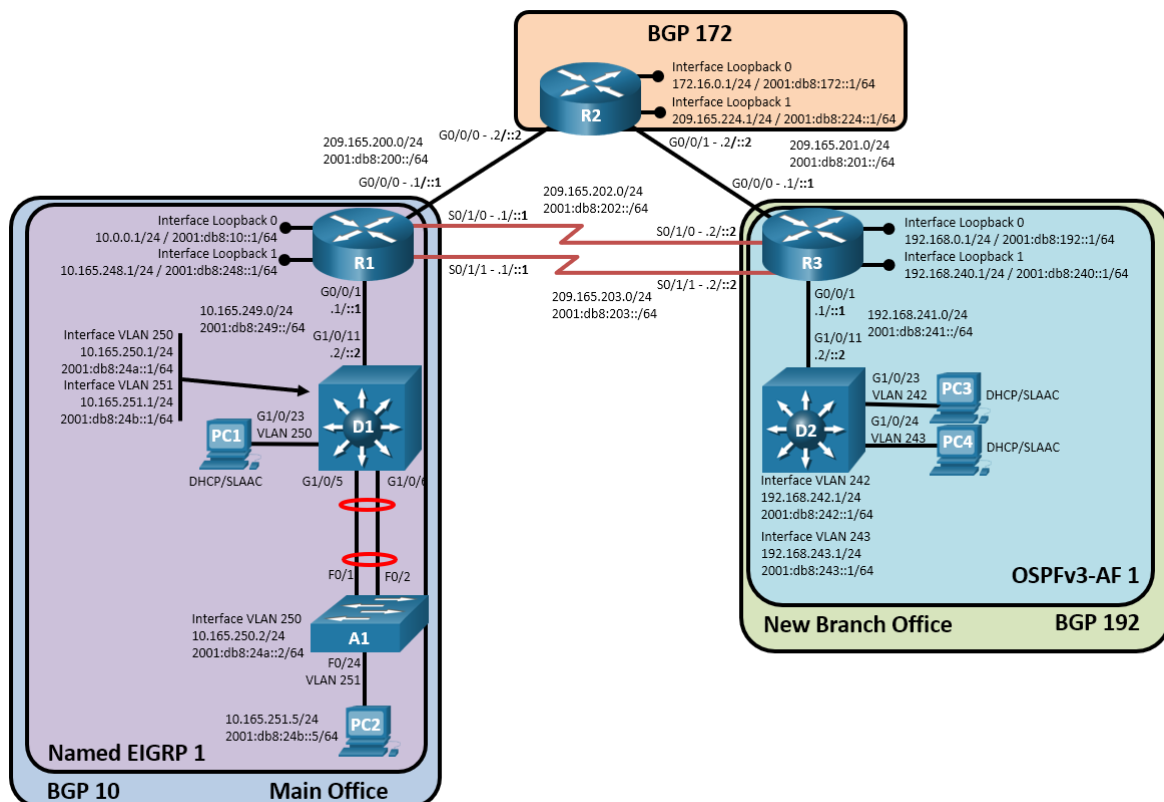 BGP 172
Interface Loopback 0
172.16.0.1/24 / 2001:db8:172::1/64
Interface Loopback 1
209.165.224.1/24 / 2001:db8:224::1/64
R2
G0/0/0 - .2/::2
G0/0/1 - .2/::2
209.165.200.0/24
2001:db8:200::/64
209.165.201.0/24
2001:db8:201::/64
G0/0/0 - .1/::1
G0/0/0 - .1/::1
209.165.202.0/24
2001:db8:202::/64
Interface Loopback 0
10.0.0.1/24 / 2001:db8:10::1/64
Interface Loopback 1
10.165.248.1/24 / 2001:db8:248::1/64
R1
S0/1/0 - .1/::1
S0/1/0 - .2/::2
S0/1/1 - .1/::1
S0/1/1 - .2/::2
209.165.203.0/24
2001:db8:203::/64
R3
Interface Loopback 0
192.168.0.1/24 / 2001:db8:192::1/64
Interface Loopback 1
192.168.240.1/24 / 2001:db8:240::1/64
G0/0/1
.1/::1
10.165.249.0/24
2001:db8:249::/64
G1/0/11
.2/::2
Interface VLAN 250
10.165.250.1/24
2001:db8:24a::1/64
Interface VLAN 251
10.165.251.1/24
2001:db8:24b::1/64
D1
G1/0/23
VLAN 250
PC1
DHCP/SLAAC
G1/0/5
G1/0/6
F0/1
F0/2
Interface VLAN 250
10.165.250.2/24
2001:db8:24a::2/64
A1
F0/24
VLAN 251
10.165.251.5/24
2001:db8:24b::5/64
PC2
Named EIGRP 1
BGP 10
Main Office
G0/0/1
.1/::1
192.168.241.0/24
2001:db8:241::/64
G1/0/11
.2/::2
D2
G1/0/23
VLAN 242
PC3
DHCP/SLAAC
G1/0/24
VLAN 243
PC4
DHCP/SLAAC
Interface VLAN 242
192.168.242.1/24
2001:db8:242::1/64
Interface VLAN 243
192.168.243.1/24
2001:db8:243::1/64
OSPFv3-AF 1
New Branch Office
BGP 192